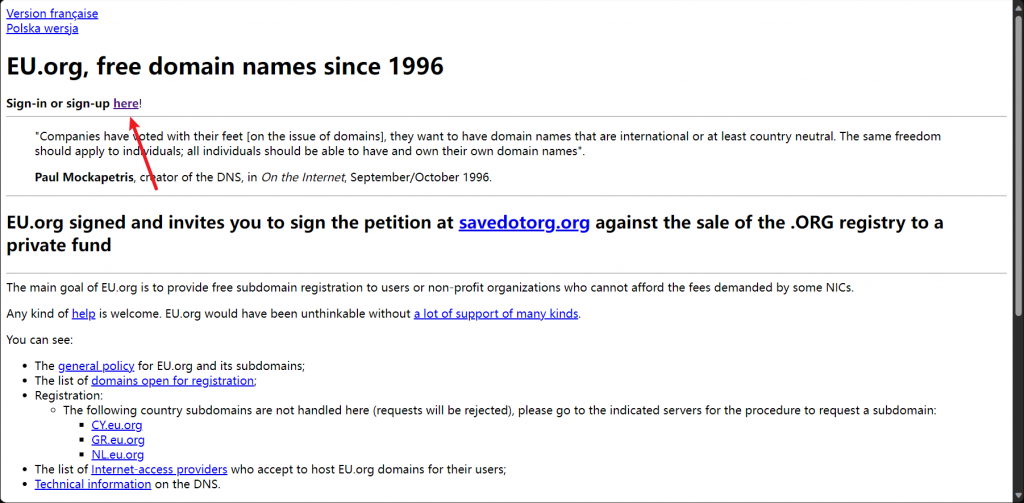 Version française
Polska wersja
EU.org, free domain names since 1996
Sign-in or sign-up here!
"Companies have voted with their feet [on the issue of domains], they want to have domain names that are international or at least country neutral. The same freedom
should apply to individuals; all individuals should be able to have and own their own domain names".
Paul Mockapetris, creator of the DNS, in On the Internet, September/October 1996.
EU.org signed and invites you to sign the petition at savedotorg.org against the sale of the .ORG registry to a
private fund
The main goal of EU.org is to provide free subdomain registration to users or non-profit organizations who cannot afford the fees demanded by some NICs.
Any kind of help is welcome. EU.org would have been unthinkable without a lot of support of many kinds.
You can see:
• The general policy for EU.org and its subdomains;
• The list of domains open for registration;
• Registration:
◦ The following country subdomains are not handled here (requests will be rejected), please go to the indicated servers for the procedure to request a subdomain:
▪ CY.eu.org
▪ GR.eu.org
▪ NL.eu.org
• The list of Internet-access providers who accept to host EU.org domains for their users;
• Technical information on the DNS.